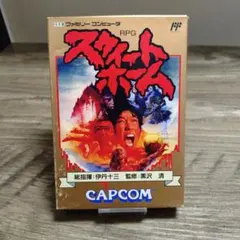 ファミリー コンピュータ
RPG
スウィート
ホーム
総指揮/伊丹十三 監修/黒沢 清
CAPCOM